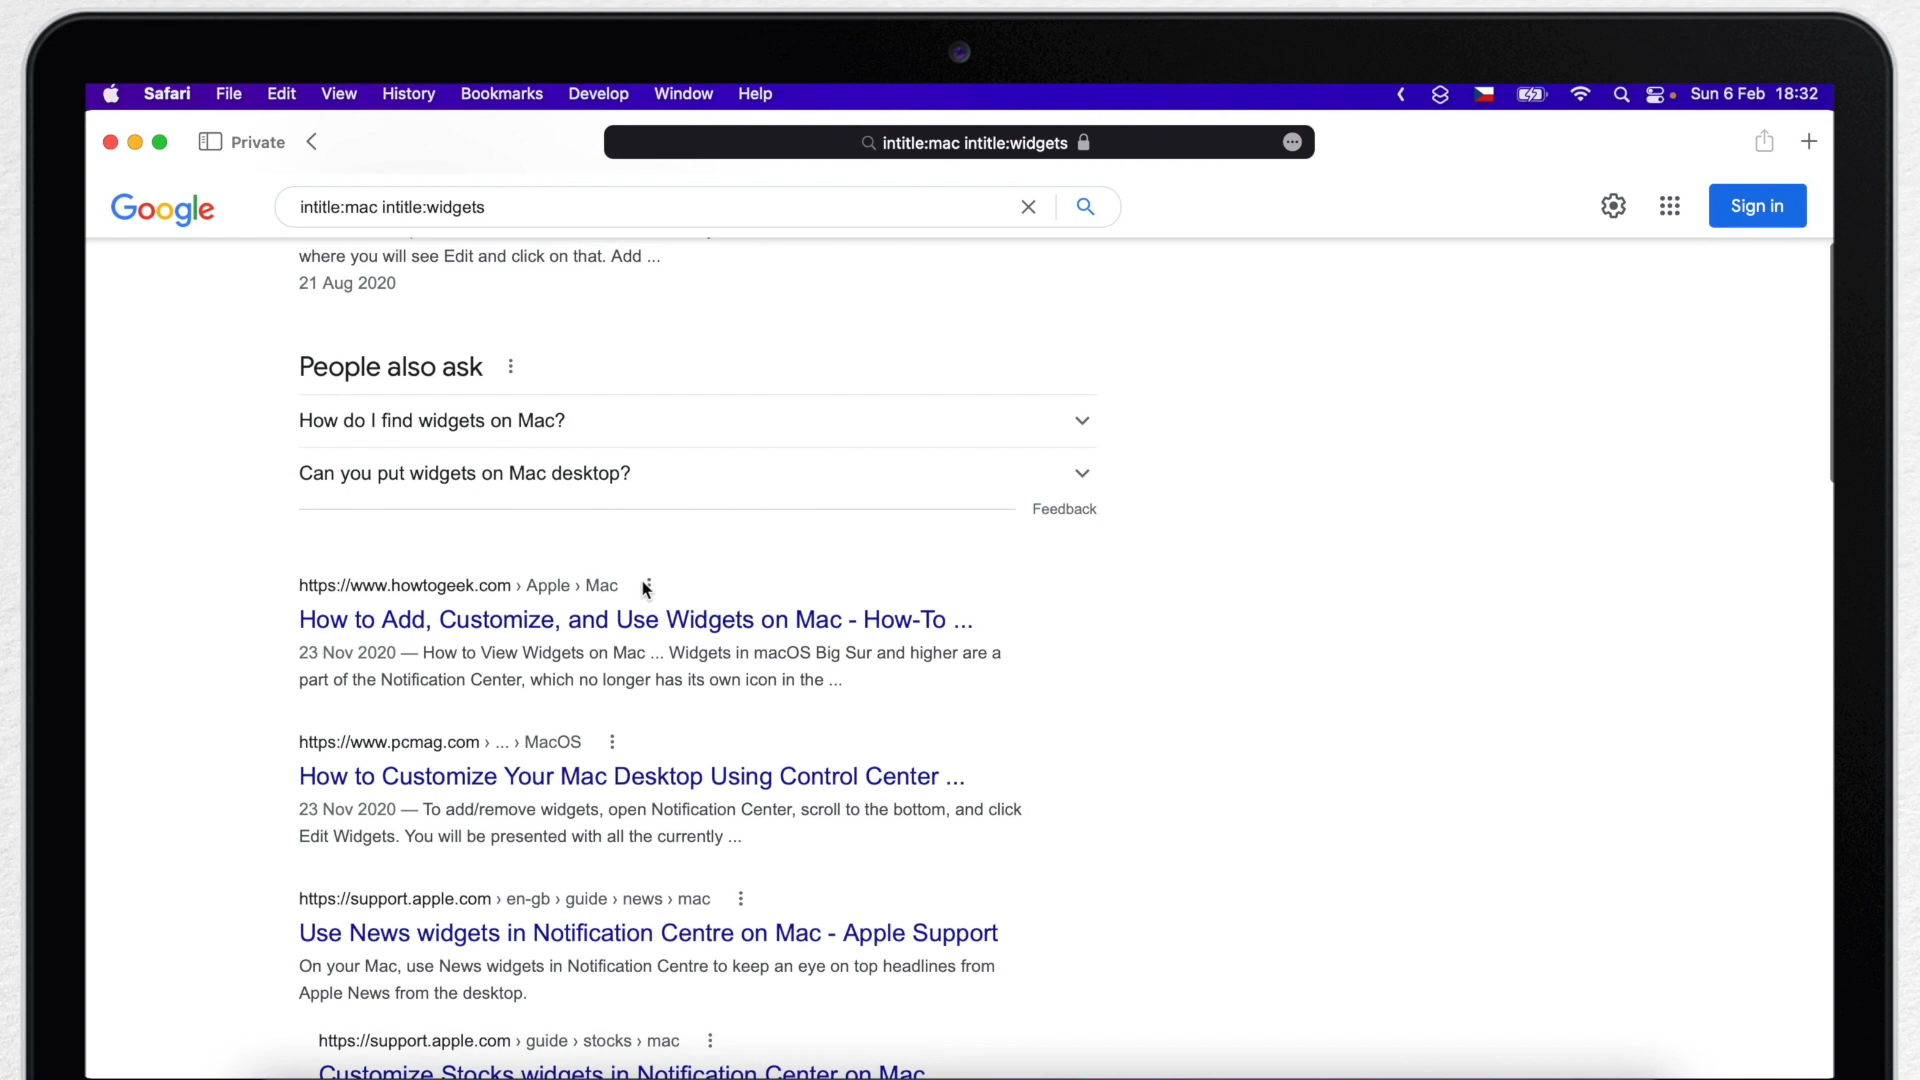 Safari File Edit View History Bookmarks Develop Window Help Sun 6 Feb 18:32
Private intitle:mac intitle:widgets
Google intitle:mac intitle:widgets Sign in
where you will see Edit and click on that. Add ...
21 Aug 2020
People also ask
How do I find widgets on Mac?
Can you put widgets on Mac desktop?
Feedback
https://www.howtogeek.com › Apple › Mac
How to Add, Customize, and Use Widgets on Mac - How-To ...
23 Nov 2020 — How to View Widgets on Mac ... Widgets in macOS Big Sur and higher are a
part of the Notification Center, which no longer has its own icon in the ...
https://www.pcmag.com › ... › MacOS
How to Customize Your Mac Desktop Using Control Center ...
23 Nov 2020 — To add/remove widgets, open Notification Center, scroll to the bottom, and click
Edit Widgets. You will be presented with all the currently ...
https://support.apple.com › en-gb › guide › news › mac
Use News widgets in Notification Centre on Mac - Apple Support
On your Mac, use News widgets in Notification Centre to keep an eye on top headlines from
Apple News from the desktop.
https://support.apple.com › guide › stocks › mac
Customize Stocks widgets in Notification Center on Mac